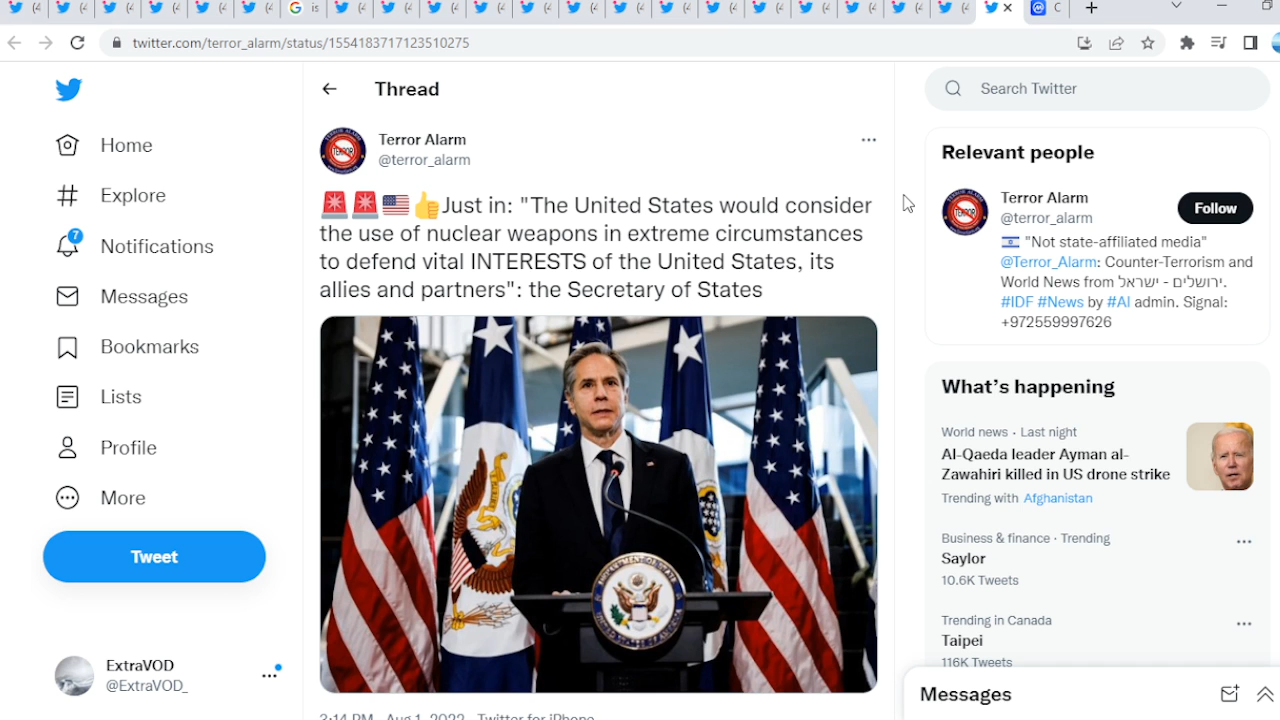 twitter.com/terror_alarm/status/1554183717123510275
Home
Explore
7
Notifications
Messages
Bookmarks
Lists
Profile
More
Tweet
ExtraVOD
@ExtraVOD_
Thread
Terror Alarm
@terror_alarm
Just in: "The United States would consider
the use of nuclear weapons in extreme circumstances
to defend vital INTERESTS of the United States, its
allies and partners": the Secretary of States
3:14 PM · Aug 1, 2022 · Twitter for iPhone
Search Twitter
Relevant people
Terror Alarm
@terror_alarm
Follow
"Not state-affiliated media"
@Terror_Alarm: Counter-Terrorism and
World News from ירושלים - ישראל.
#IDF #News by #AI admin. Signal:
+972559997626
What's happening
World news · Last night
Al-Qaeda leader Ayman al-
Zawahiri killed in US drone strike
Trending with Afghanistan
Business & finance · Trending
Saylor
10.6K Tweets
Trending in Canada
Taipei
116K Tweets
Messages